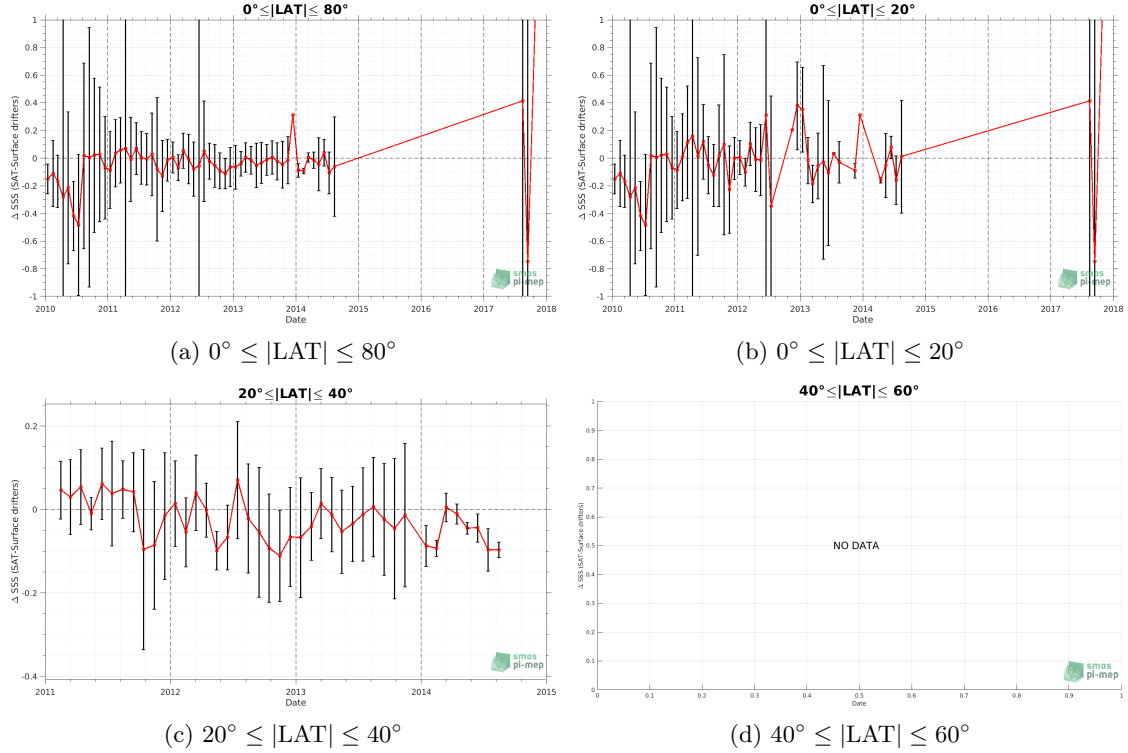 0°≤|LAT|≤ 80°
Δ SSS (SAT-Surface drifters)
1
0.8
0.6
0.4
0.2
0
-0.2
-0.4
-0.6
-0.8
-1
2010 2011 2012 2013 2014 2015 2016 2017 2018
Date
smos
pi-mep
(a) 0° ≤ |LAT| ≤ 80°
0°≤|LAT|≤ 20°
Δ SSS (SAT-Surface drifters)
1
0.8
0.6
0.4
0.2
0
-0.2
-0.4
-0.6
-0.8
-1
2010 2011 2012 2013 2014 2015 2016 2017 2018
Date
smos
pi-mep
(b) 0° ≤ |LAT| ≤ 20°
20°≤|LAT|≤ 40°
Δ SSS (SAT-Surface drifters)
0.2
0
-0.2
-0.4
2011 2012 2013 2014 2015
Date
smos
pi-mep
(c) 20° ≤ |LAT| ≤ 40°
40°≤|LAT|≤ 60°
Δ SSS (SAT-Surface drifters)
1
0.9
0.8
0.7
0.6
0.5
0.4
0.3
0.2
0.1
0
NO DATA
0 0.1 0.2 0.3 0.4 0.5 0.6 0.7 0.8 0.9 1
Date
smos
pi-mep
(d) 40° ≤ |LAT| ≤ 60°